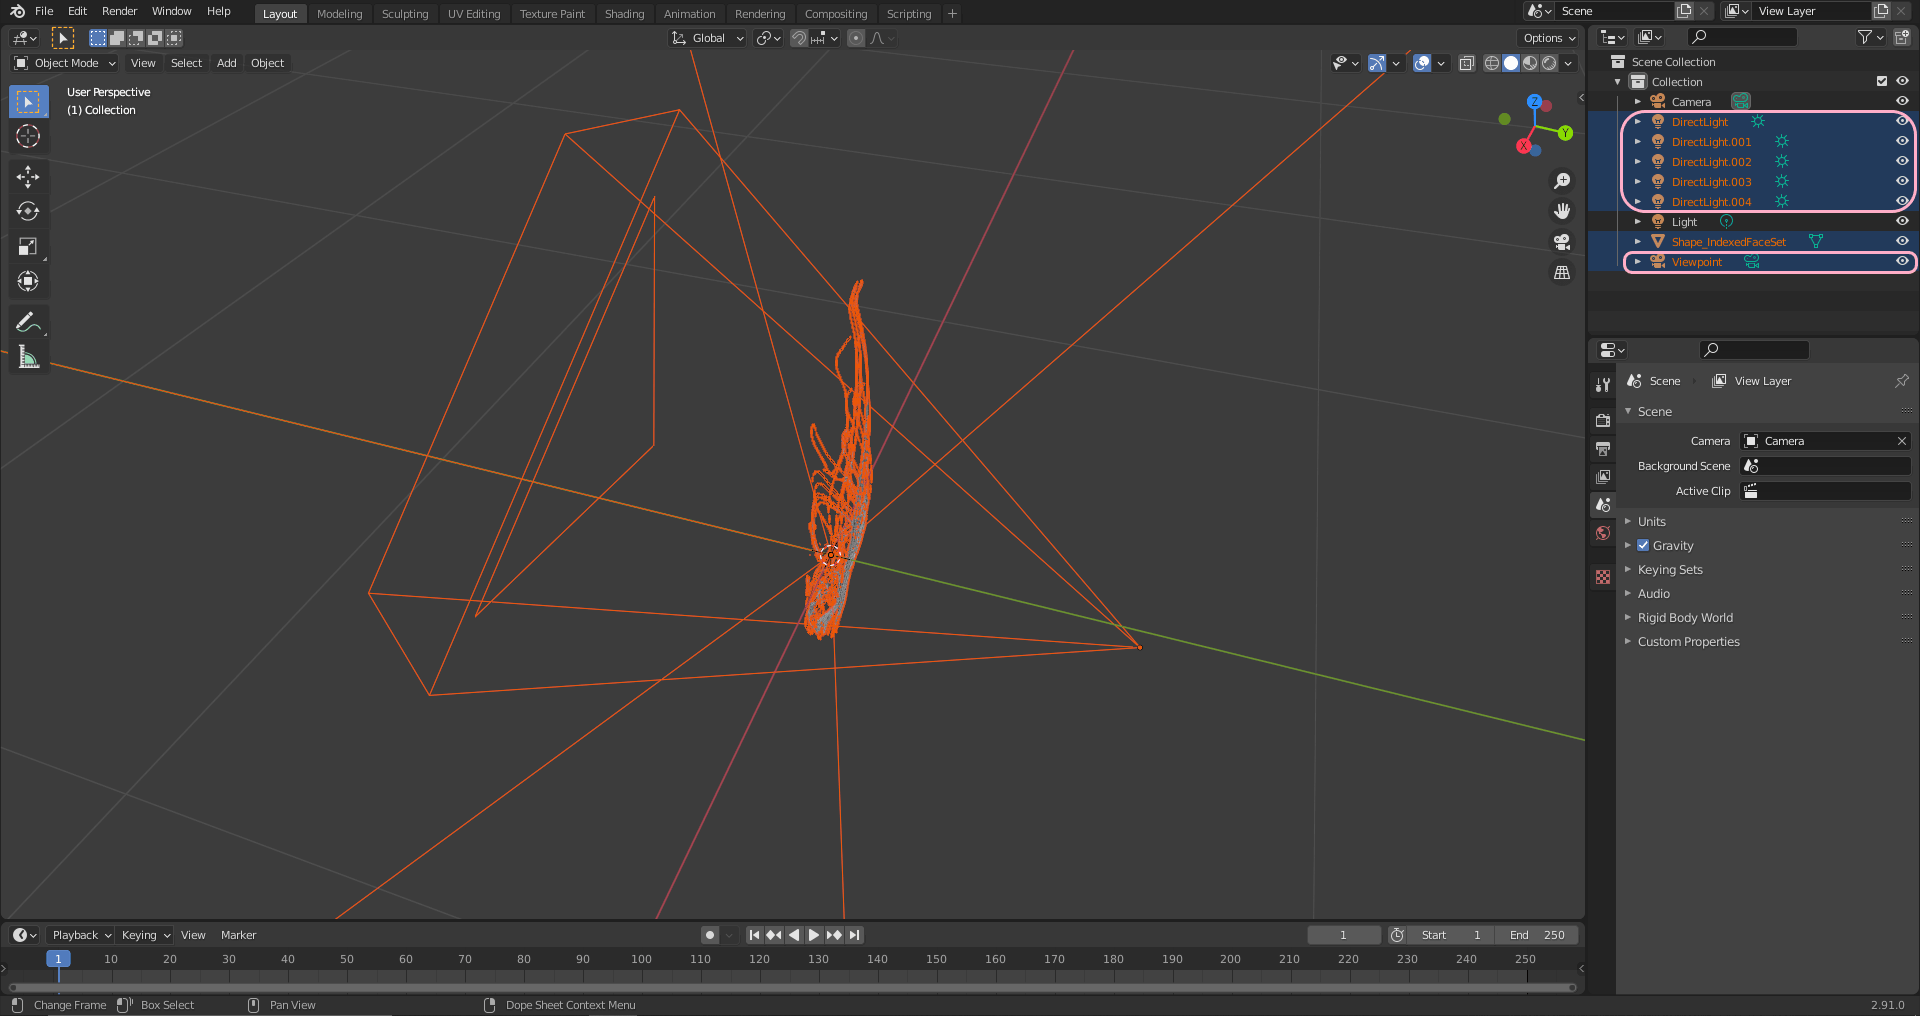 File Edit Render Window Help Layout Modeling Sculpting UV Editing Texture Paint Shading Animation Rendering Compositing Scripting + Scene View Layer
Global Options
Object Mode View Select Add Object
User Perspective
(1) Collection
Z
Y
X
Scene Collection
Collection
Camera
DirectLight
DirectLight.001
DirectLight.002
DirectLight.003
DirectLight.004
Light
Shape_IndexedFaceSet
Viewpoint
Scene View Layer
Scene
Camera Camera
Background Scene
Active Clip
Units
Gravity
Keying Sets
Audio
Rigid Body World
Custom Properties
Playback Keying View Marker 1 Start 1 End 250
1 10 20 30 40 50 60 70 80 90 100 110 120 130 140 150 160 170 180 190 200 210 220 230 240 250
Change Frame Box Select Pan View Dope Sheet Context Menu 2.91.0